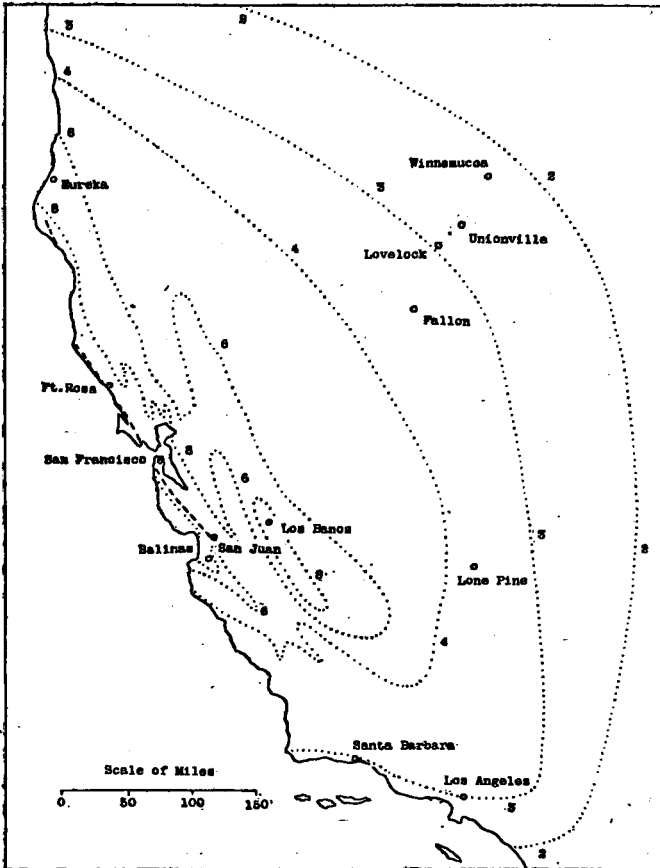 2
3
4
6
Winnemucca
2
Eureka
3
8
Unionville
4
Lovelock
Fallon
6
Ft.Ross
8
San Francisco
6
Los Banos
3
San Juan
2
Balinas
8
Lone Pine
6
4
Santa Barbara
Scale of Miles
Los Angeles
0 50 100 150
3
2